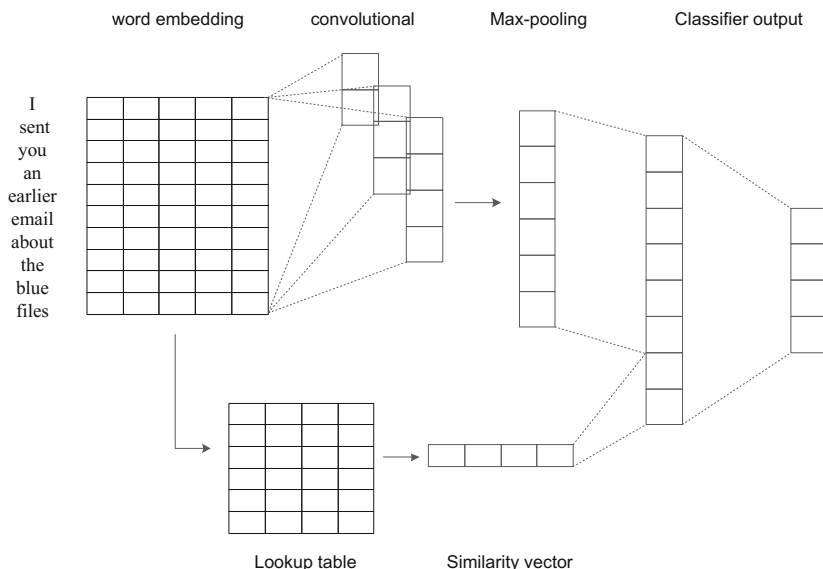 word embedding
convolutional
Max-pooling
Classifier output
I
sent
you
an
earlier
email
about
the
blue
files
Lookup table
Similarity vector